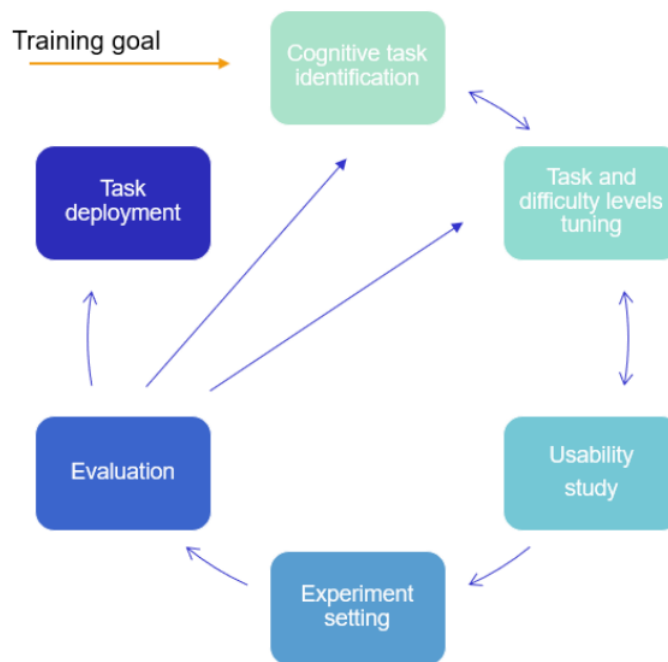 Training goal
Cognitive task
identification
Task
deployment
Task and
difficulty levels
tuning
Evaluation
Usability
study
Experiment
setting